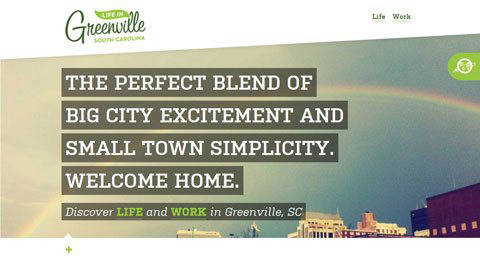 LIFE IN
Greenville
SOUTH CAROLINA
Life Work
THE PERFECT BLEND OF
BIG CITY EXCITEMENT AND
SMALL TOWN SIMPLICITY.
WELCOME HOME.
Discover LIFE and WORK in Greenville, SC
+